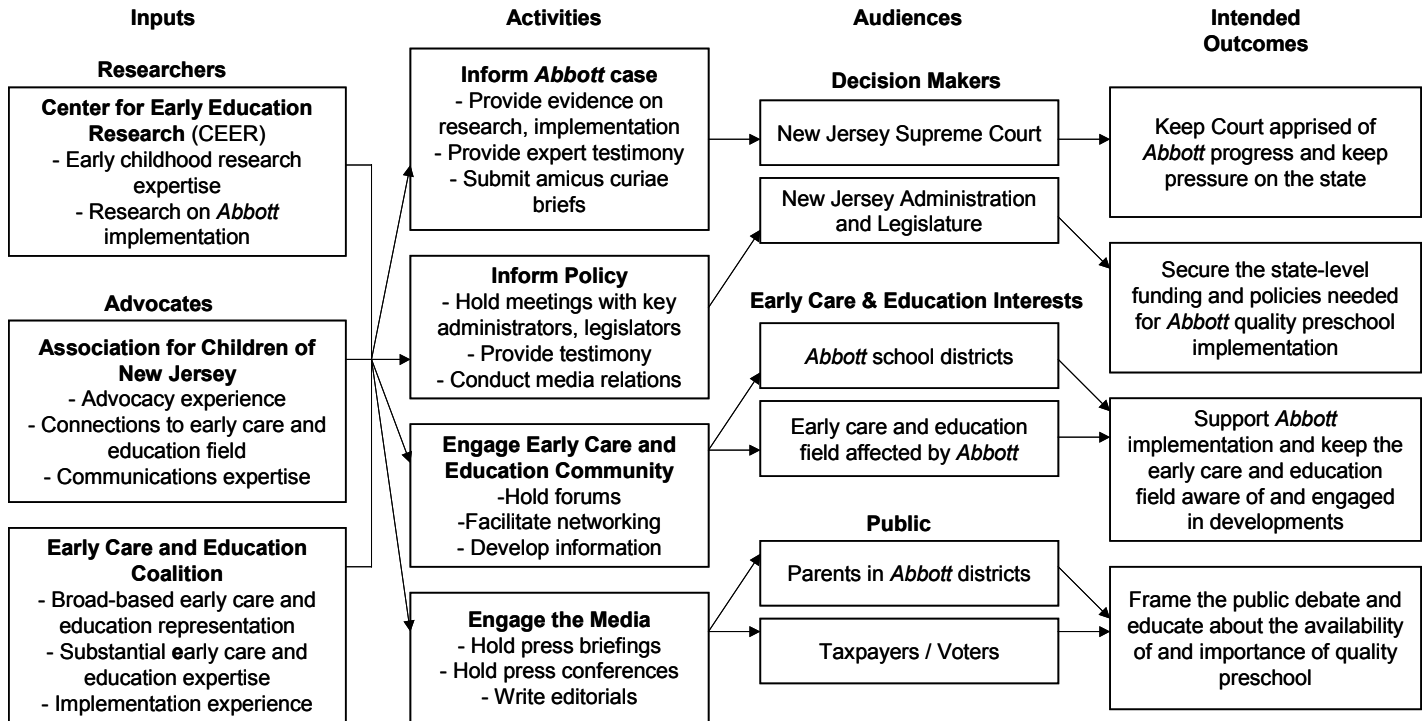 Inputs
Activities
Audiences
Intended
Outcomes
Researchers
Center for Early Education
Research (CEER)
- Early childhood research
expertise
- Research on Abbott
implementation
Advocates
Association for Children of
New Jersey
- Advocacy experience
- Connections to early care and
education field
- Communications expertise
Early Care and Education
Coalition
- Broad-based early care and
education representation
- Substantial early care and
education expertise
- Implementation experience
Inform Abbott case
- Provide evidence on
research, implementation
- Provide expert testimony
- Submit amicus curiae
briefs
Inform Policy
- Hold meetings with key
administrators, legislators
- Provide testimony
- Conduct media relations
Engage Early Care and
Education Community
-Hold forums
-Facilitate networking
- Develop information
Engage the Media
- Hold press briefings
- Hold press conferences
- Write editorials
Decision Makers
New Jersey Supreme Court
New Jersey Administration
and Legislature
Early Care & Education Interests
Abbott school districts
Early care and education
field affected by Abbott
Public
Parents in Abbott districts
Taxpayers / Voters
Keep Court apprised of
Abbott progress and keep
pressure on the state
Secure the state-level
funding and policies needed
for Abbott quality preschool
implementation
Support Abbott
implementation and keep the
early care and education
field aware of and engaged
in developments
Frame the public debate and
educate about the availability
of and importance of quality
preschool